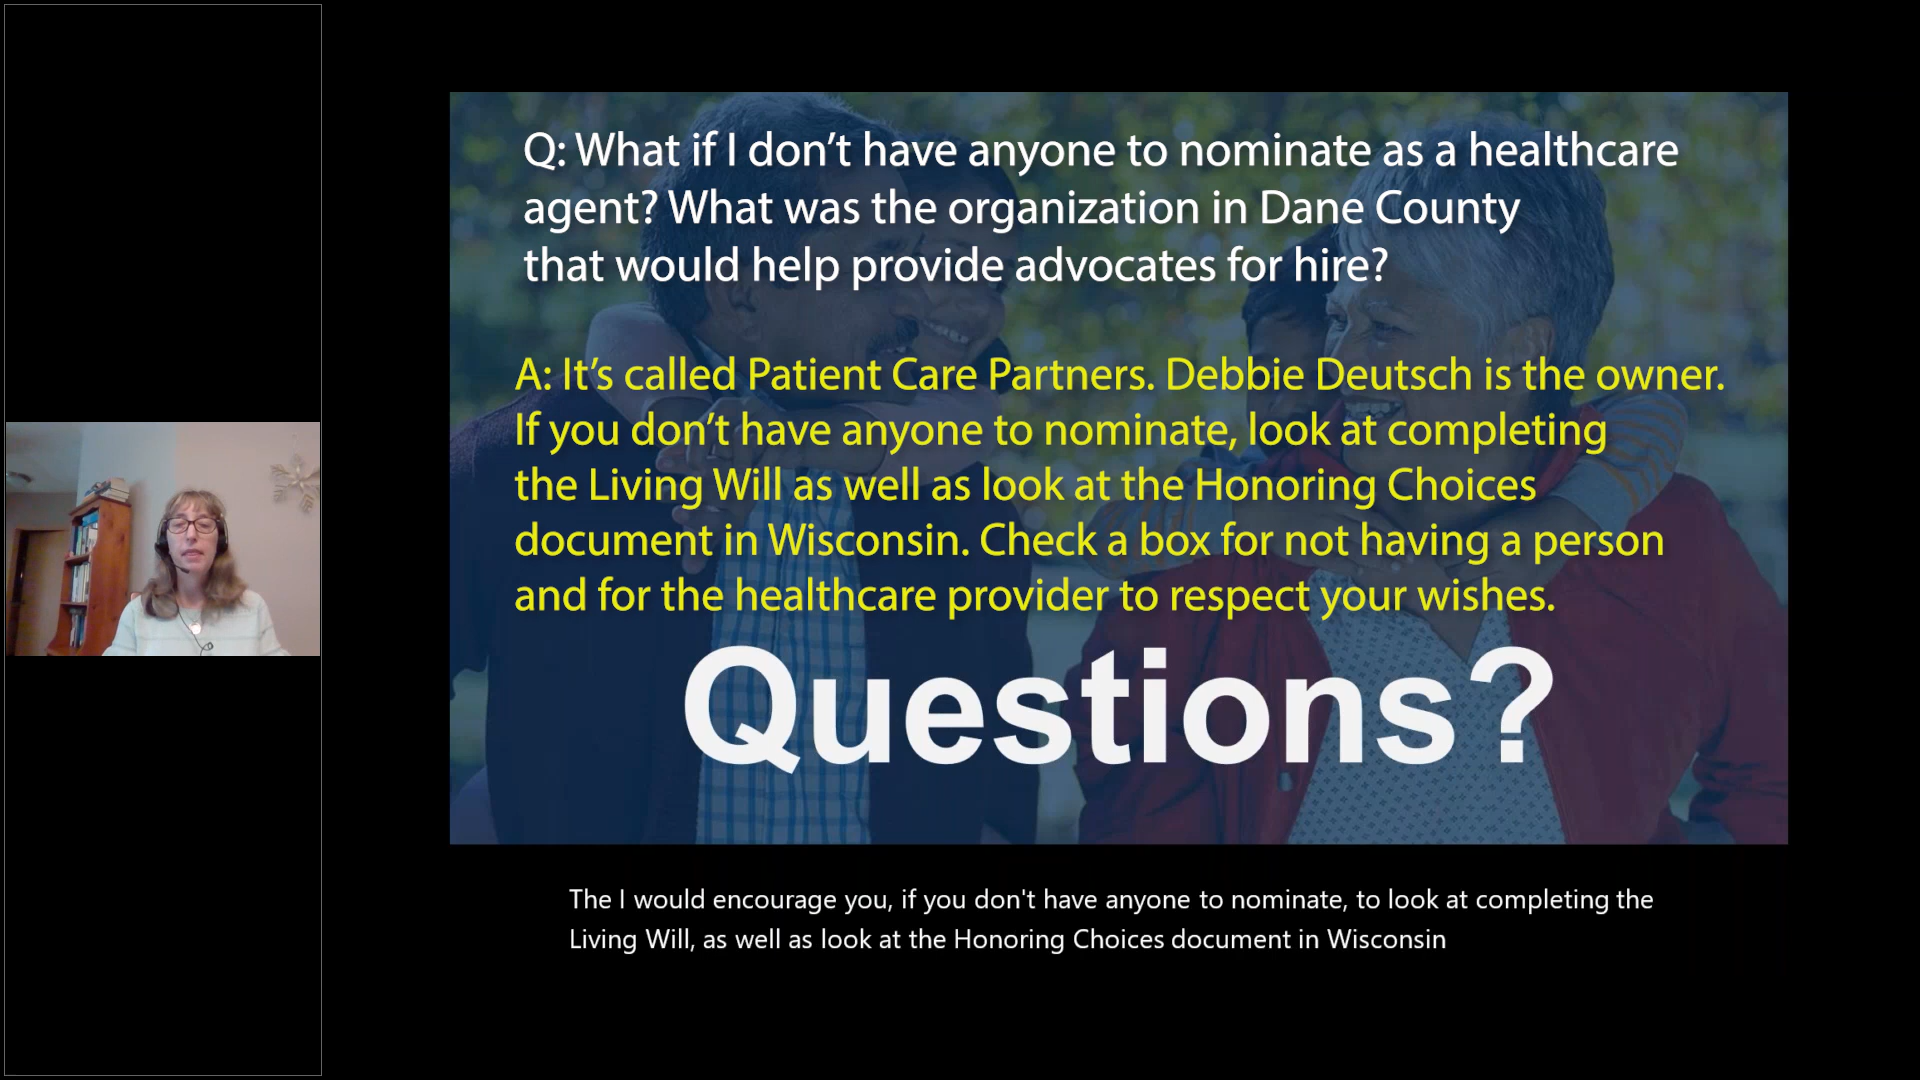 Q: What if I don’t have anyone to nominate as a healthcare
agent? What was the organization in Dane County
that would help provide advocates for hire?
A: It’s called Patient Care Partners. Debbie Deutsch is the owner.
If you don’t have anyone to nominate, look at completing
the Living Will as well as look at the Honoring Choices
document in Wisconsin. Check a box for not having a person
and for the healthcare provider to respect your wishes.
Questions?
The I would encourage you, if you don't have anyone to nominate, to look at completing the
Living Will, as well as look at the Honoring Choices document in Wisconsin